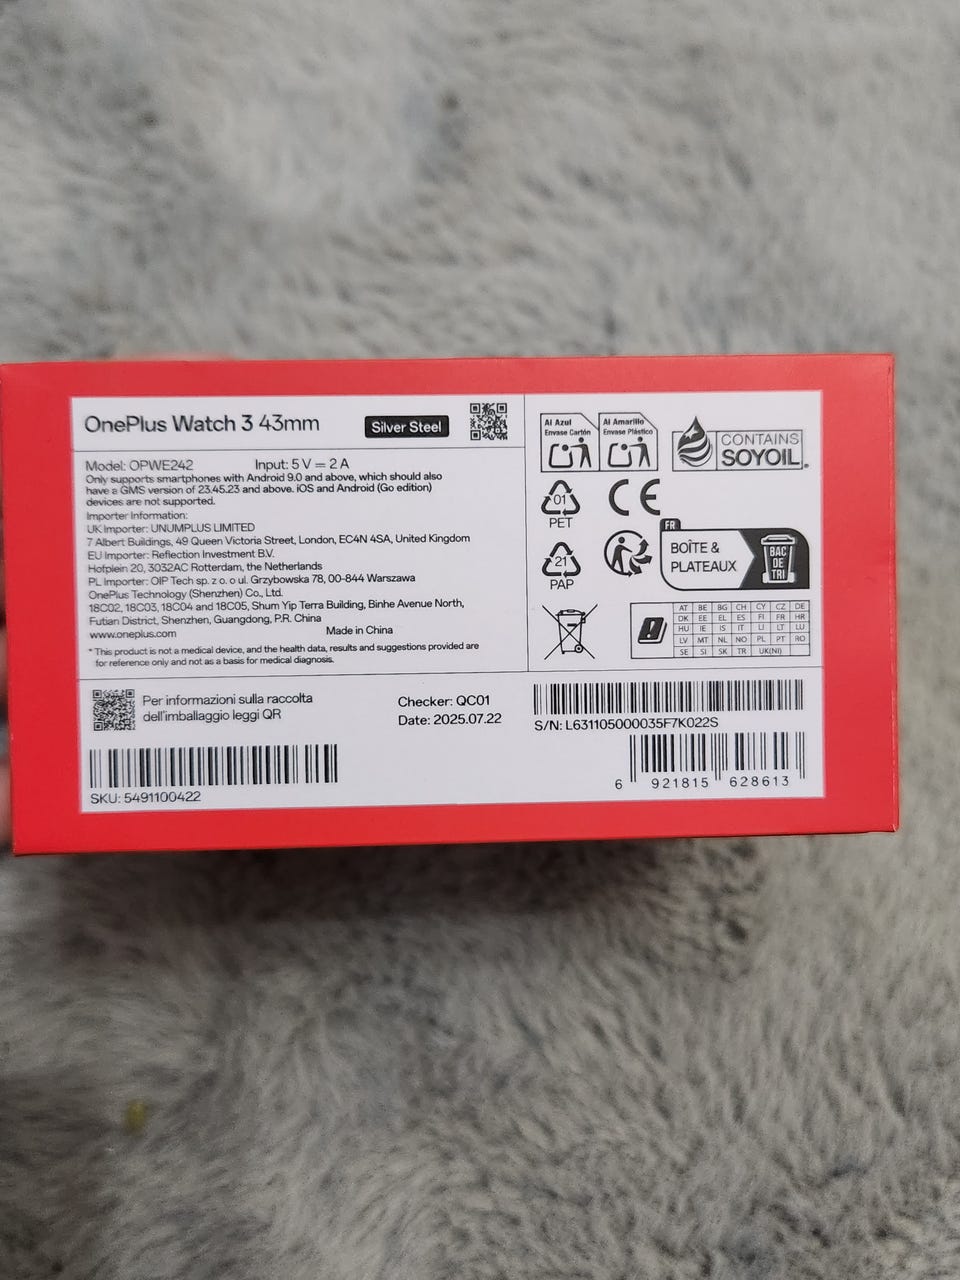 OnePlus Watch 3 43mm
Silver Steel
Model: OPWE242 Input: 5 V ⎓ 2 A
Only supports smartphones with Android 9.0 and above, which should also
have a GMS version of 23.45.23 and above. iOS and Android (Go edition)
devices are not supported.
Importer Information:
UK Importer: UNUMPLUS LIMITED
7 Albert Buildings, 49 Queen Victoria Street, London, EC4N 4SA, United Kingdom
EU Importer: Reflection Investment B.V.
Hofplein 20, 3032AC Rotterdam, the Netherlands
PL Importer: OIP Tech sp. z o. o ul. Grzybowska 78, 00-844 Warszawa
OnePlus Technology (Shenzhen) Co., Ltd.
18C02, 18C03, 18C04 and 18C05, Shum Yip Terra Building, Binhe Avenue North,
Futian District, Shenzhen, Guangdong, P.R. China
www.oneplus.com Made in China
* This product is not a medical device, and the health data, results and suggestions provided are
for reference only and not as a basis for medical diagnosis.
Al Azul
Envase Cartón
Al Amarillo
Envase Plástico
CONTAINS
SOYOIL
01
PET
CE
21
PAP
FR
BOÎTE &
PLATEAUX
BAC
DE
TRI
AT BE BG CH CY CZ DE
DK EE EL ES FI FR HR
HU IE IS IT LI LT LU
LV MT NL NO PL PT RO
SE SI SK TR UK(NI)
Per informazioni sulla raccolta
dell'imballaggio leggi QR
Checker: QC01
Date: 2025.07.22
SKU: 5491100422
S/N: L631105000035F7K022S
6 921815 628613